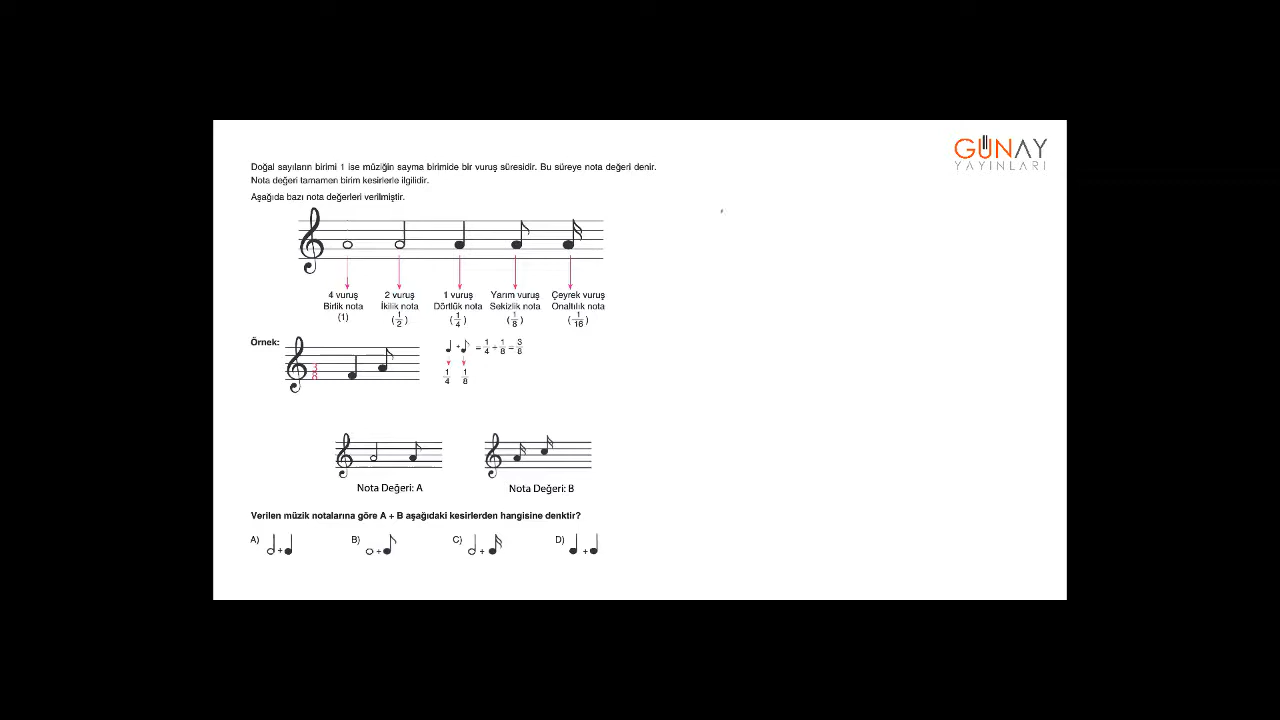 GÜNAY
YAYINLARI
Doğal sayıların birimi 1 ise müziğin sayma birimide bir vuruş süresidir. Bu süreye nota değeri denir.
Nota değeri tamamen birim kesirlerle ilgilidir.
Aşağıda bazı nota değerleri verilmiştir.
4 vuruş 2 vuruş 1 vuruş Yarım vuruş Çeyrek vuruş
Birlik nota İkilik nota Dörtlük nota Sekizlik nota Onaltılık nota
(1) (1/2) (1/4) (1/8) (1/16)
Örnek:
+ = 1/4 + 1/8 = 3/8
1/4 1/8
3
8
Nota Değeri: A Nota Değeri: B
Verilen müzik notalarına göre A + B aşağıdaki kesirlerden hangisine denktir?
A) + B) + C) + D) +